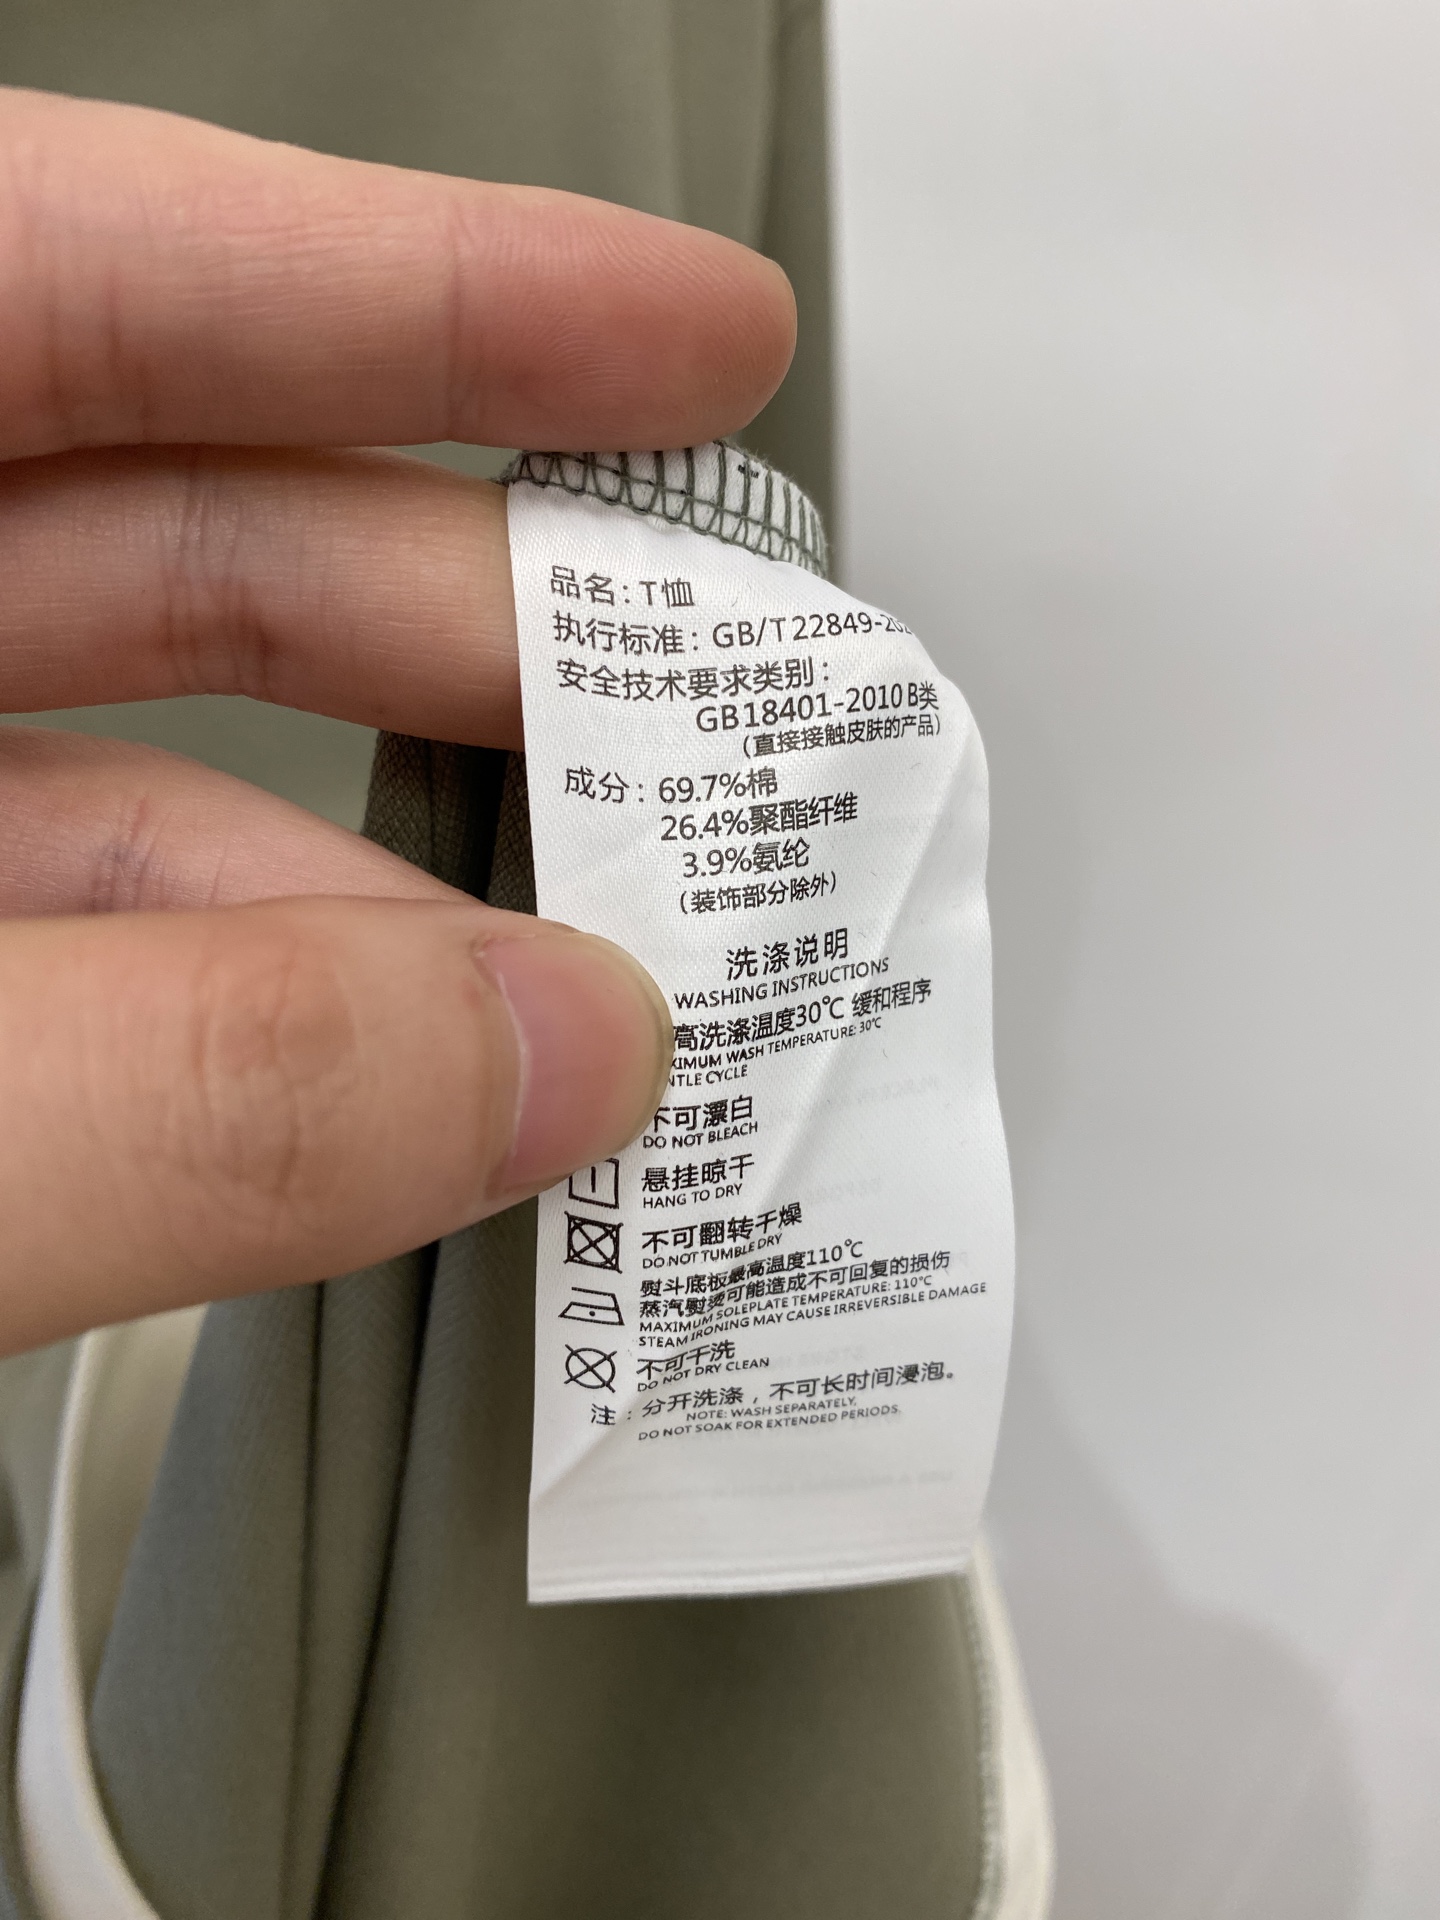 品名：T恤
执行标准：GB/T 22849-202
安全技术要求类别：
GB 18401-2010 B类
(直接接触皮肤的产品)
成分：69.7%棉
26.4%聚酯纤维
3.9%氨纶
(装饰部分除外)
洗涤说明
WASHING INSTRUCTIONS
高洗涤温度30℃ 缓和程序
XIMUM WASH TEMPERATURE: 30℃
NTLE CYCLE
不可漂白
DO NOT BLEACH
悬挂晾干
HANG TO DRY
不可翻转干燥
DO NOT TUMBLE DRY
熨斗底板最高温度110℃
蒸汽熨烫可能造成不可回复的损伤
MAXIMUM SOLEPLATE TEMPERATURE: 110℃
STEAM IRONING MAY CAUSE IRREVERSIBLE DAMAGE
不可干洗
DO NOT DRY CLEAN
注：分开洗涤，不可长时间浸泡。
NOTE: WASH SEPARATELY,
DO NOT SOAK FOR EXTENDED PERIODS.